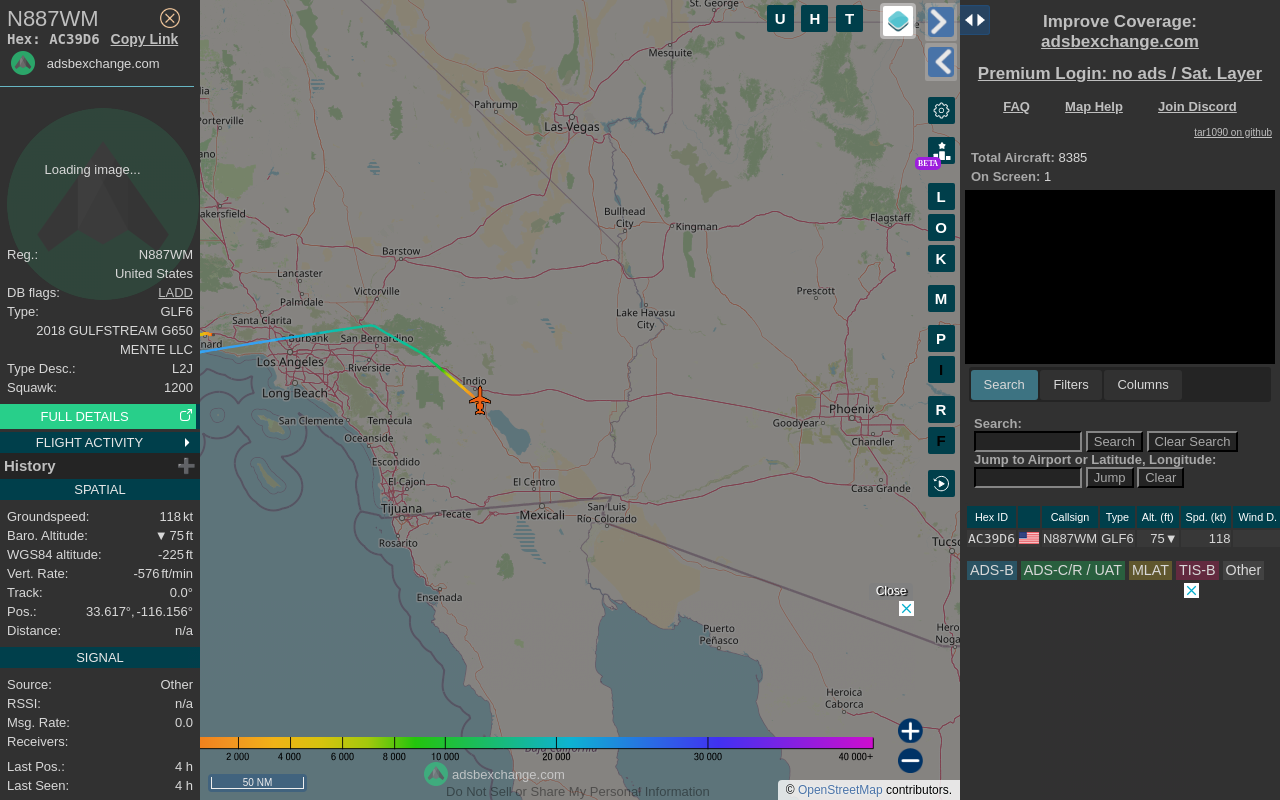 N887WM
Hex: AC39D6 Copy Link
adsbexchange.com
Loading image...
Reg.: N887WM
United States
DB flags: LADD
Type: GLF6
2018 GULFSTREAM G650
MENTE LLC
Type Desc.: L2J
Squawk: 1200
FULL DETAILS
FLIGHT ACTIVITY
History
SPATIAL
Groundspeed: 118 kt
Baro. Altitude: ▼ 75 ft
WGS84 altitude: -225 ft
Vert. Rate: -576 ft/min
Track: 0.0°
Pos.: 33.617°, -116.156°
Distance: n/a
SIGNAL
Source: Other
RSSI: n/a
Msg. Rate: 0.0
Receivers:
Last Pos.: 4 h
Last Seen: 4 h
St. George
Mesquite
Pahrump
Las Vegas
Porterville
Bullhead
City
Kingman
Flagstaff
Barstow
Lancaster
Victorville
Palmdale
Prescott
Lake Havasu
City
Santa Clarita
Burbank San Bernardino
Los Angeles
Riverside
Indio
Long Beach
Phoenix
Goodyear
San Clemente Temecula
Oceanside
Chandler
Escondido
El Cajon El Centro
Casa Grande
Tijuana
Tecate
Mexicali
San Luis
Río Colorado
Rosarito
Ensenada
Puerto
Peñasco
Heroica
Caborca
Close
U H T
BETA
L
O
K
M
P
I
R
F
2 000 4 000 6 000 8 000 10 000 20 000 30 000 40 000+
50 NM
adsbexchange.com
Do Not Sell or Share My Personal Information
© OpenStreetMap contributors.
Improve Coverage:
adsbexchange.com
Premium Login: no ads / Sat. Layer
FAQ Map Help Join Discord
tar1090 on github
Total Aircraft: 8385
On Screen: 1
Search Filters Columns
Search:
Search Clear Search
Jump to Airport or Latitude, Longitude:
Jump Clear
Hex ID Callsign Type Alt. (ft) Spd. (kt) Wind D.
AC39D6 N887WM GLF6 75▼ 118
ADS-B ADS-C/R / UAT MLAT TIS-B Other